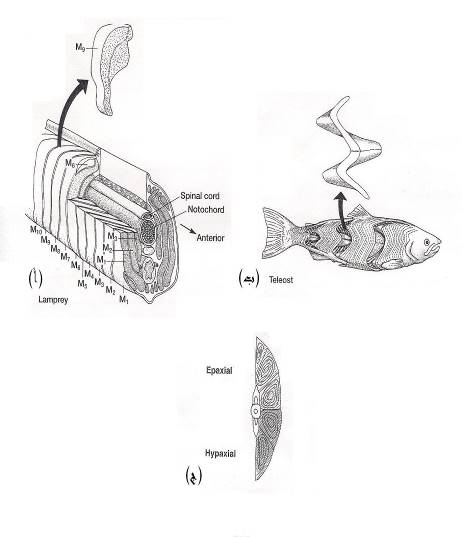 M9
M6
Spinal cord
Notochord
Anterior
M3
M2
M1
M10
M9
M8
M7
M6
M5
M4
M3
M2
M1
(أ)
Lamprey
(ب) Teleost
Epaxial
Hypaxial
(ج)